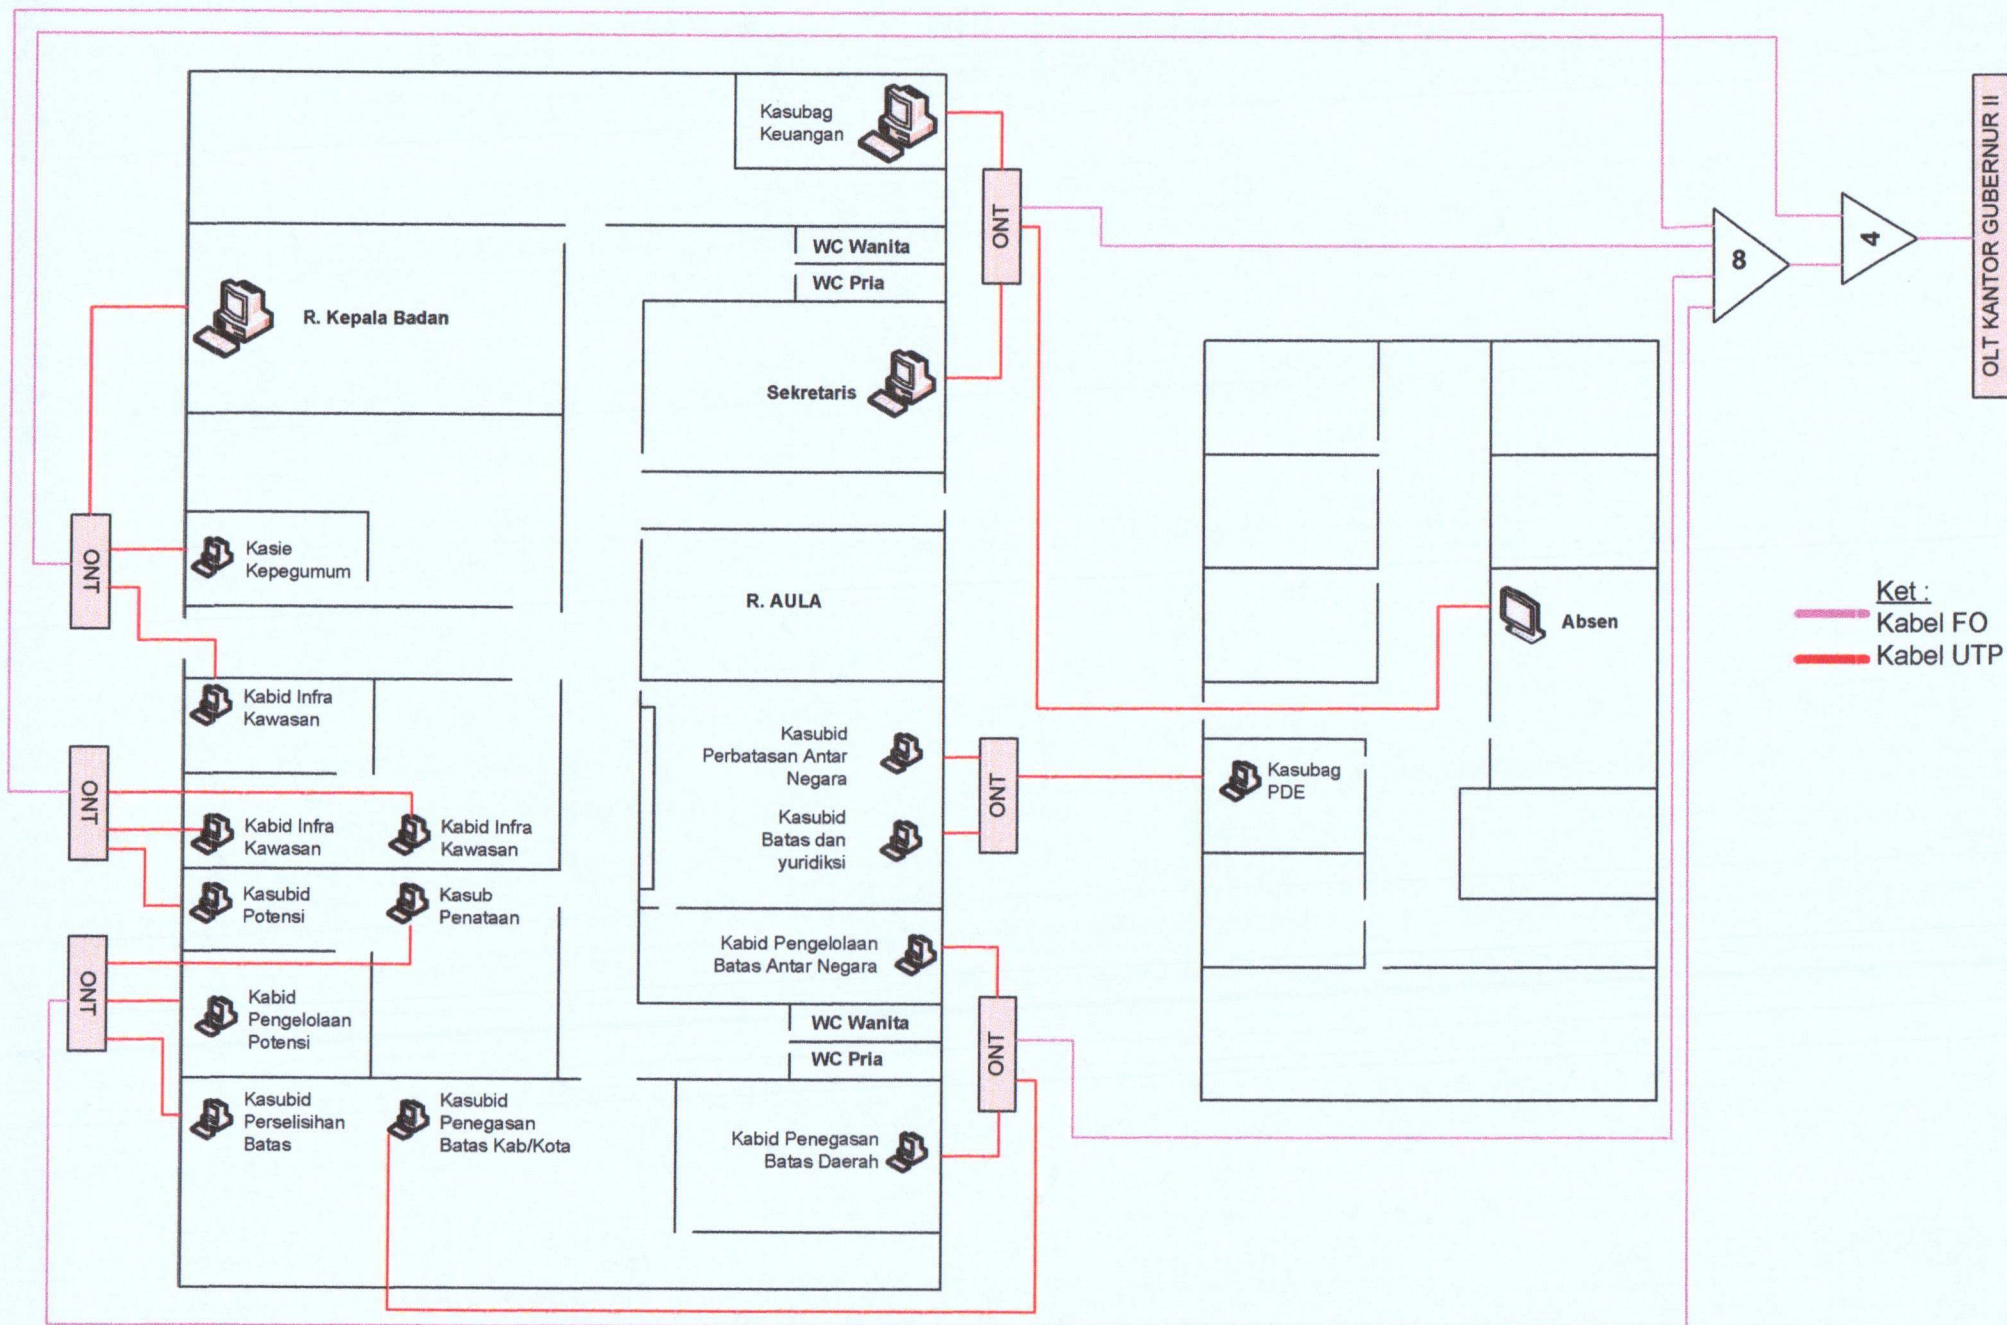 Kasubag
Keuangan
ONT
WC Wanita
WC Pria
R. Kepala Badan
Sekretaris
8
4
OLT KANTOR GUBERNUR II
ONT
Kasie
Kepegumum
R. AULA
Absen
Ket :
Kabel FO
Kabel UTP
Kabid Infra
Kawasan
ONT
Kabid Infra
Kawasan
Kabid Infra
Kawasan
Kasubid
Perbatasan Antar
Negara
Kasubid
Batas dan
yuridiksi
ONT
Kasubag
PDE
Kasubid
Potensi
Kasub
Penataan
ONT
Kabid
Pengelolaan
Potensi
Kabid Pengelolaan
Batas Antar Negara
WC Wanita
WC Pria
ONT
Kasubid
Perselisihan
Batas
Kasubid
Penegasan
Batas Kab/Kota
Kabid Penegasan
Batas Daerah